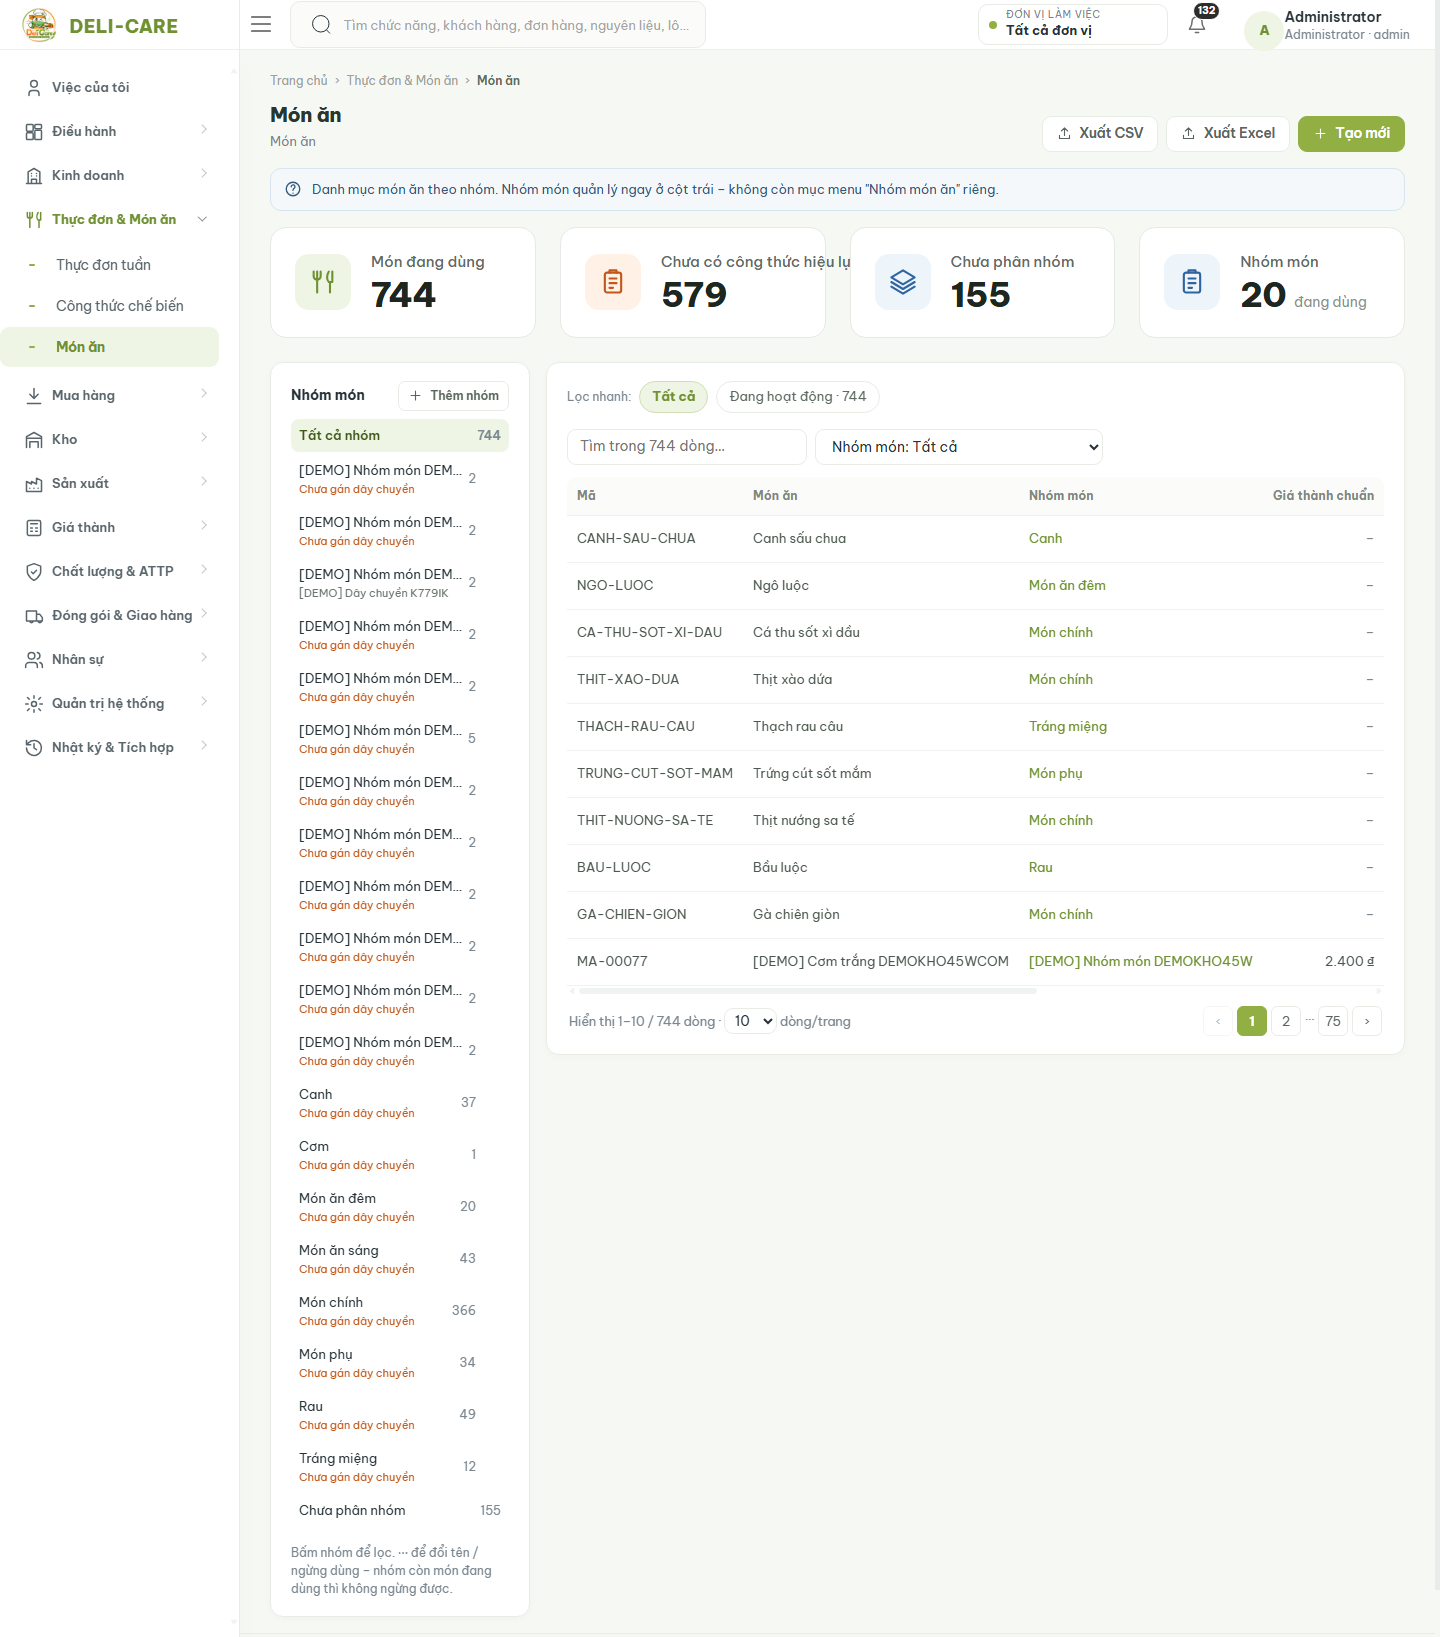 DELI-CARE
Tìm chức năng, khách hàng, đơn hàng, nguyên liệu, lô...
ĐƠN VỊ LÀM VIỆC
Tất cả đơn vị
132
A
Administrator
Administrator · admin
Việc của tôi
Điều hành
Kinh doanh
Thực đơn & Món ăn
Thực đơn tuần
Công thức chế biến
Món ăn
Mua hàng
Kho
Sản xuất
Giá thành
Chất lượng & ATTP
Đóng gói & Giao hàng
Nhân sự
Quản trị hệ thống
Nhật ký & Tích hợp
Trang chủ › Thực đơn & Món ăn › Món ăn
Món ăn
Món ăn
Xuất CSV
Xuất Excel
+ Tạo mới
Danh mục món ăn theo nhóm. Nhóm món quản lý ngay ở cột trái – không còn mục menu "Nhóm món ăn" riêng.
Món đang dùng
744
Chưa có công thức hiệu lự
579
Chưa phân nhóm
155
Nhóm món
20 đang dùng
Nhóm món
+ Thêm nhóm
Tất cả nhóm 744
[DEMO] Nhóm món DEM... 2
Chưa gán dây chuyền
[DEMO] Nhóm món DEM... 2
Chưa gán dây chuyền
[DEMO] Nhóm món DEM... 2
[DEMO] Dây chuyền K779IK
[DEMO] Nhóm món DEM... 2
Chưa gán dây chuyền
[DEMO] Nhóm món DEM... 2
Chưa gán dây chuyền
[DEMO] Nhóm món DEM... 5
Chưa gán dây chuyền
[DEMO] Nhóm món DEM... 2
Chưa gán dây chuyền
[DEMO] Nhóm món DEM... 2
Chưa gán dây chuyền
[DEMO] Nhóm món DEM... 2
Chưa gán dây chuyền
[DEMO] Nhóm món DEM... 2
Chưa gán dây chuyền
[DEMO] Nhóm món DEM... 2
Chưa gán dây chuyền
[DEMO] Nhóm món DEM... 2
Chưa gán dây chuyền
Canh 37
Chưa gán dây chuyền
Cơm 1
Chưa gán dây chuyền
Món ăn đêm 20
Chưa gán dây chuyền
Món ăn sáng 43
Chưa gán dây chuyền
Món chính 366
Chưa gán dây chuyền
Món phụ 34
Chưa gán dây chuyền
Rau 49
Chưa gán dây chuyền
Tráng miệng 12
Chưa gán dây chuyền
Chưa phân nhóm 155
Bấm nhóm để lọc. ··· để đổi tên /
ngừng dùng – nhóm còn món đang
dùng thì không ngừng được.
Lọc nhanh: Tất cả Đang hoạt động · 744
Tìm trong 744 dòng...
Nhóm món: Tất cả
Mã Món ăn Nhóm món Giá thành chuẩn
CANH-SAU-CHUA Canh sấu chua Canh –
NGO-LUOC Ngô luộc Món ăn đêm –
CA-THU-SOT-XI-DAU Cá thu sốt xì dầu Món chính –
THIT-XAO-DUA Thịt xào dứa Món chính –
THACH-RAU-CAU Thạch rau câu Tráng miệng –
TRUNG-CUT-SOT-MAM Trứng cút sốt mắm Món phụ –
THIT-NUONG-SA-TE Thịt nướng sa tế Món chính –
BAU-LUOC Bầu luộc Rau –
GA-CHIEN-GION Gà chiên giòn Món chính –
MA-00077 [DEMO] Cơm trắng DEMOKHO45WCOM [DEMO] Nhóm món DEMOKHO45W 2.400 ₫
Hiển thị 1–10 / 744 dòng · 10 dòng/trang
‹ 1 2 ··· 75 ›